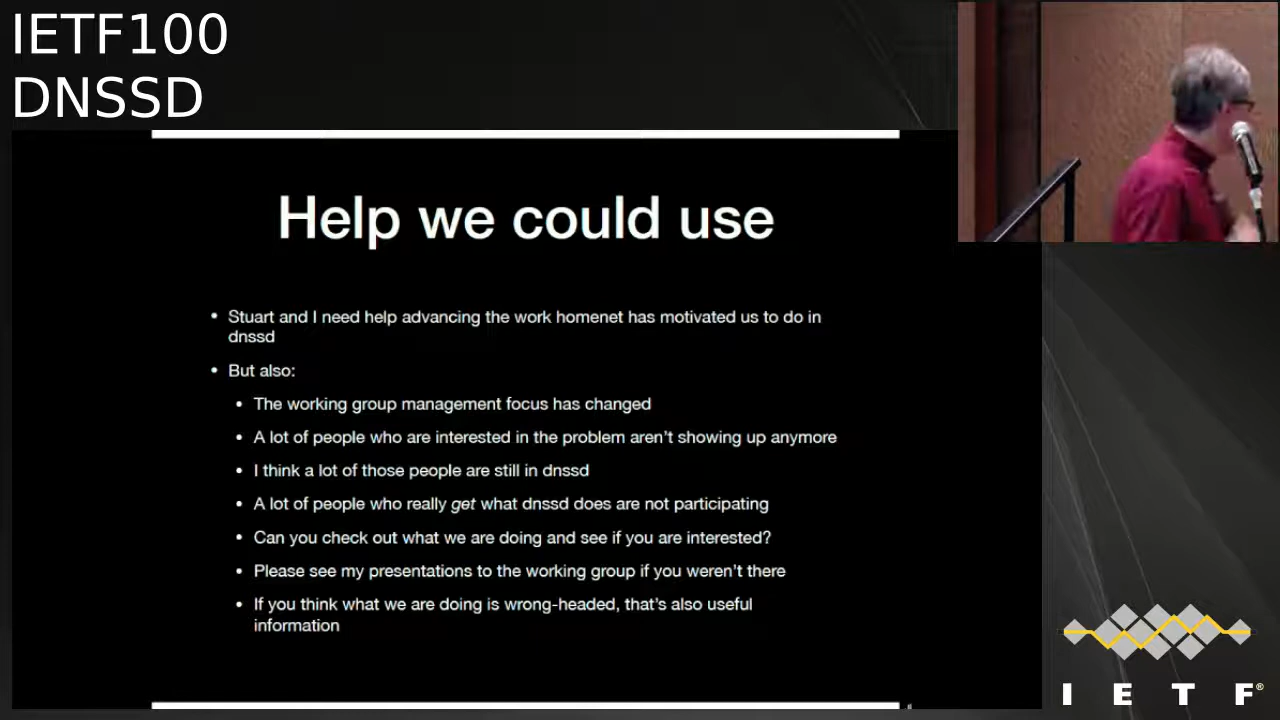 IETF100
DNSSD
Help we could use
• Stuart and I need help advancing the work homenet has motivated us to do in
dnssd
• But also:
• The working group management focus has changed
• A lot of people who are interested in the problem aren’t showing up anymore
• I think a lot of those people are still in dnssd
• A lot of people who really get what dnssd does are not participating
• Can you check out what we are doing and see if you are interested?
• Please see my presentations to the working group if you weren’t there
• If you think what we are doing is wrong-headed, that’s also useful
information
I E T F®